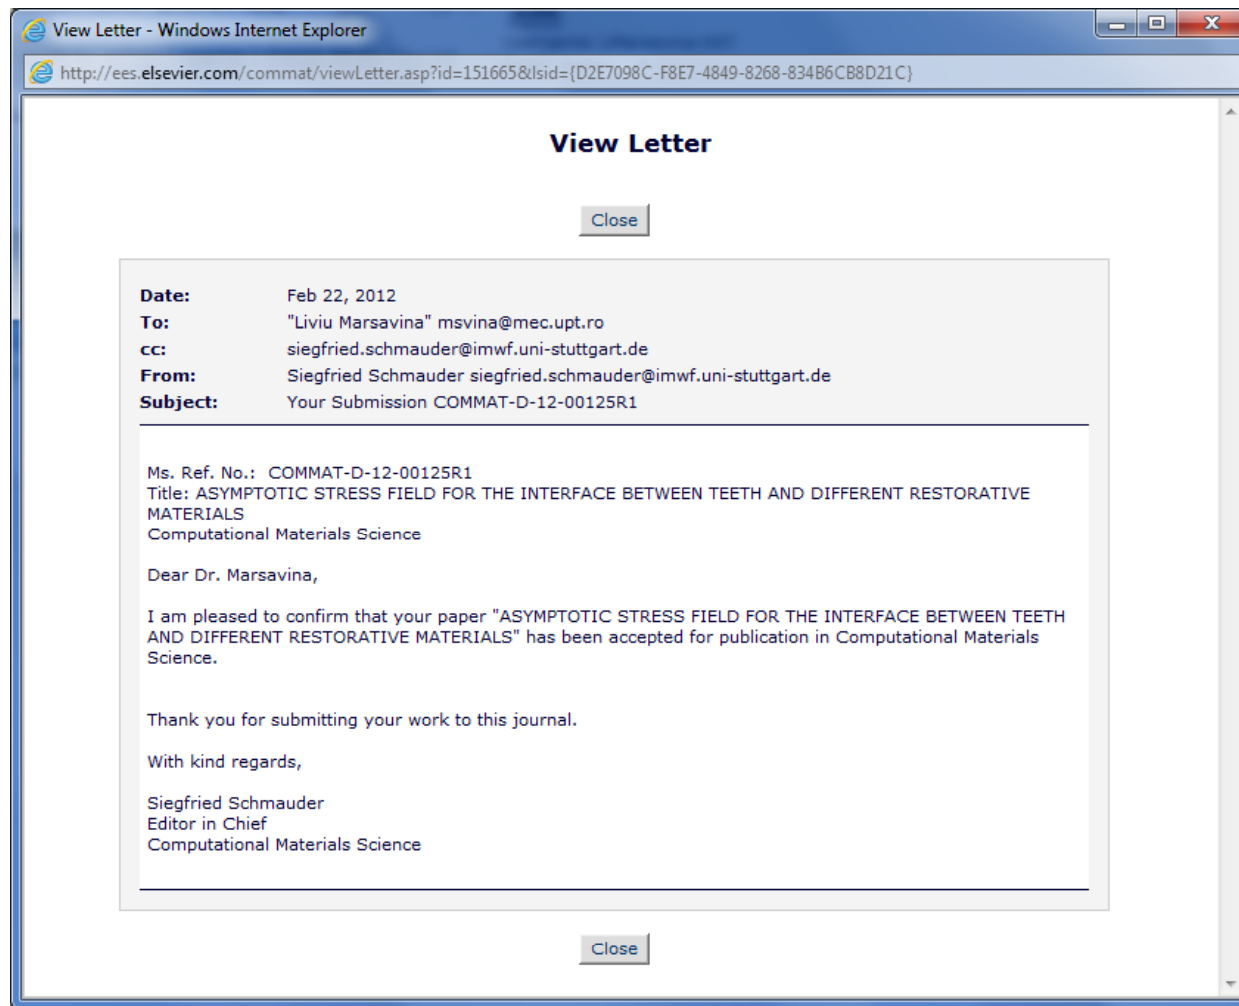 View Letter - Windows Internet Explorer
http://ees.elsevier.com/commat/viewLetter.asp?id=151665&lsid={D2E7098C-F8E7-4849-8268-834B6CB8D21C}
View Letter
Close
Date: Feb 22, 2012
To: "Liviu Marsavina" msvina@mec.upt.ro
cc: siegfried.schmauder@imwf.uni-stuttgart.de
From: Siegfried Schmauder siegfried.schmauder@imwf.uni-stuttgart.de
Subject: Your Submission COMMAT-D-12-00125R1
Ms. Ref. No.: COMMAT-D-12-00125R1
Title: ASYMPTOTIC STRESS FIELD FOR THE INTERFACE BETWEEN TEETH AND DIFFERENT RESTORATIVE
MATERIALS
Computational Materials Science
Dear Dr. Marsavina,
I am pleased to confirm that your paper "ASYMPTOTIC STRESS FIELD FOR THE INTERFACE BETWEEN TEETH
AND DIFFERENT RESTORATIVE MATERIALS" has been accepted for publication in Computational Materials
Science.
Thank you for submitting your work to this journal.
With kind regards,
Siegfried Schmauder
Editor in Chief
Computational Materials Science
Close